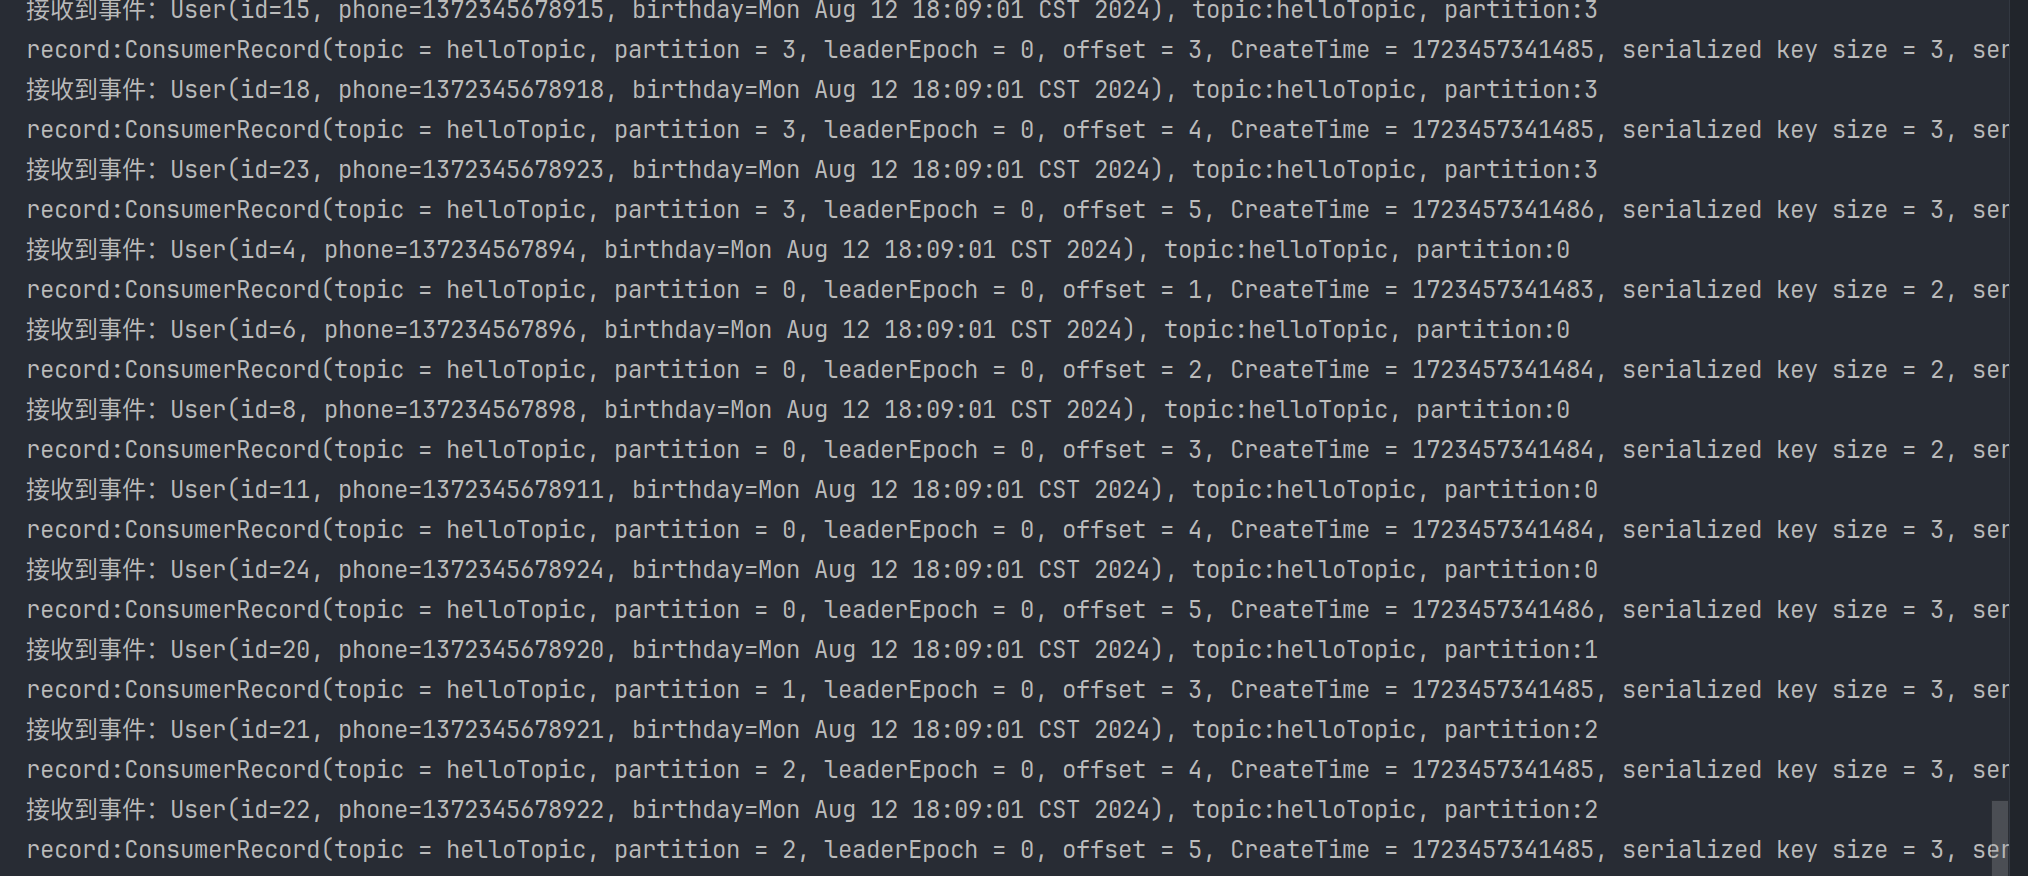 接收到事件：User(id=15, phone=1372345678915, birthday=Mon Aug 12 18:09:01 CST 2024), topic:helloTopic, partition:3
record:ConsumerRecord(topic = helloTopic, partition = 3, leaderEpoch = 0, offset = 3, CreateTime = 1723457341485, serialized key size = 3, ser
接收到事件：User(id=18, phone=1372345678918, birthday=Mon Aug 12 18:09:01 CST 2024), topic:helloTopic, partition:3
record:ConsumerRecord(topic = helloTopic, partition = 3, leaderEpoch = 0, offset = 4, CreateTime = 1723457341485, serialized key size = 3, ser
接收到事件：User(id=23, phone=1372345678923, birthday=Mon Aug 12 18:09:01 CST 2024), topic:helloTopic, partition:3
record:ConsumerRecord(topic = helloTopic, partition = 3, leaderEpoch = 0, offset = 5, CreateTime = 1723457341486, serialized key size = 3, ser
接收到事件：User(id=4, phone=137234567894, birthday=Mon Aug 12 18:09:01 CST 2024), topic:helloTopic, partition:0
record:ConsumerRecord(topic = helloTopic, partition = 0, leaderEpoch = 0, offset = 1, CreateTime = 1723457341483, serialized key size = 2, ser
接收到事件：User(id=6, phone=137234567896, birthday=Mon Aug 12 18:09:01 CST 2024), topic:helloTopic, partition:0
record:ConsumerRecord(topic = helloTopic, partition = 0, leaderEpoch = 0, offset = 2, CreateTime = 1723457341484, serialized key size = 2, ser
接收到事件：User(id=8, phone=137234567898, birthday=Mon Aug 12 18:09:01 CST 2024), topic:helloTopic, partition:0
record:ConsumerRecord(topic = helloTopic, partition = 0, leaderEpoch = 0, offset = 3, CreateTime = 1723457341484, serialized key size = 2, ser
接收到事件：User(id=11, phone=1372345678911, birthday=Mon Aug 12 18:09:01 CST 2024), topic:helloTopic, partition:0
record:ConsumerRecord(topic = helloTopic, partition = 0, leaderEpoch = 0, offset = 4, CreateTime = 1723457341484, serialized key size = 3, ser
接收到事件：User(id=24, phone=1372345678924, birthday=Mon Aug 12 18:09:01 CST 2024), topic:helloTopic, partition:0
record:ConsumerRecord(topic = helloTopic, partition = 0, leaderEpoch = 0, offset = 5, CreateTime = 1723457341486, serialized key size = 3, ser
接收到事件：User(id=20, phone=1372345678920, birthday=Mon Aug 12 18:09:01 CST 2024), topic:helloTopic, partition:1
record:ConsumerRecord(topic = helloTopic, partition = 1, leaderEpoch = 0, offset = 3, CreateTime = 1723457341485, serialized key size = 3, ser
接收到事件：User(id=21, phone=1372345678921, birthday=Mon Aug 12 18:09:01 CST 2024), topic:helloTopic, partition:2
record:ConsumerRecord(topic = helloTopic, partition = 2, leaderEpoch = 0, offset = 4, CreateTime = 1723457341485, serialized key size = 3, ser
接收到事件：User(id=22, phone=1372345678922, birthday=Mon Aug 12 18:09:01 CST 2024), topic:helloTopic, partition:2
record:ConsumerRecord(topic = helloTopic, partition = 2, leaderEpoch = 0, offset = 5, CreateTime = 1723457341485, serialized key size = 3, ser